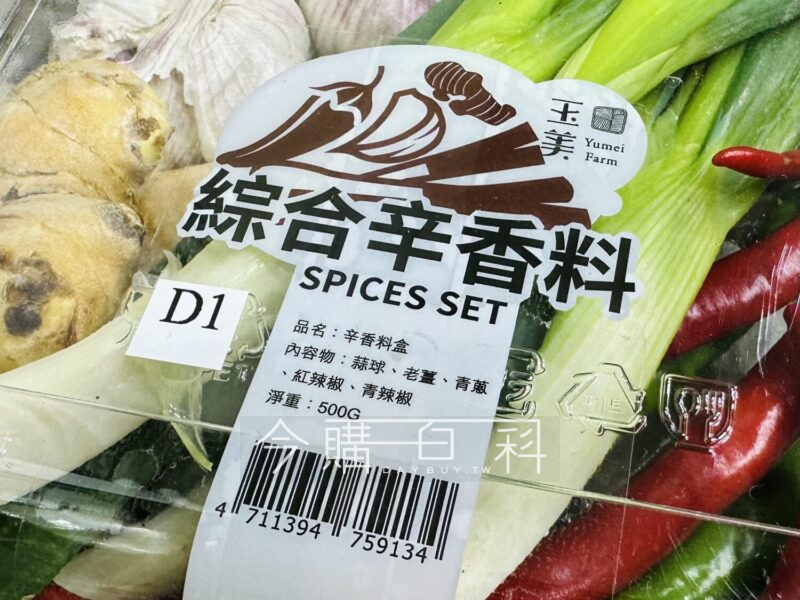 玉美
Yumei
Farm
綜合辛香料
SPICES SET
D1
品名：辛香料盒
內容物：蒜球、老薑、青蔥
、紅辣椒、青辣椒
淨重：500G
今購百科
DAYBUY.TW
4 711394 759134